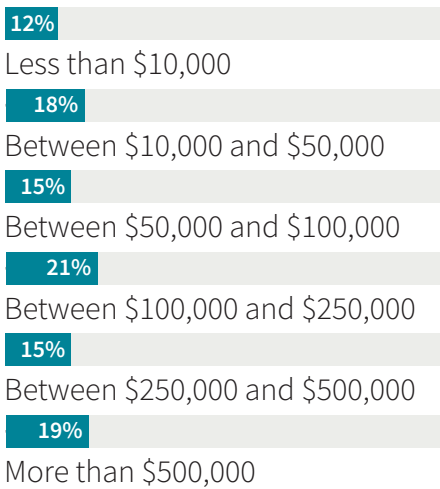 12%
Less than $10,000
18%
Between $10,000 and $50,000
15%
Between $50,000 and $100,000
21%
Between $100,000 and $250,000
15%
Between $250,000 and $500,000
19%
More than $500,000